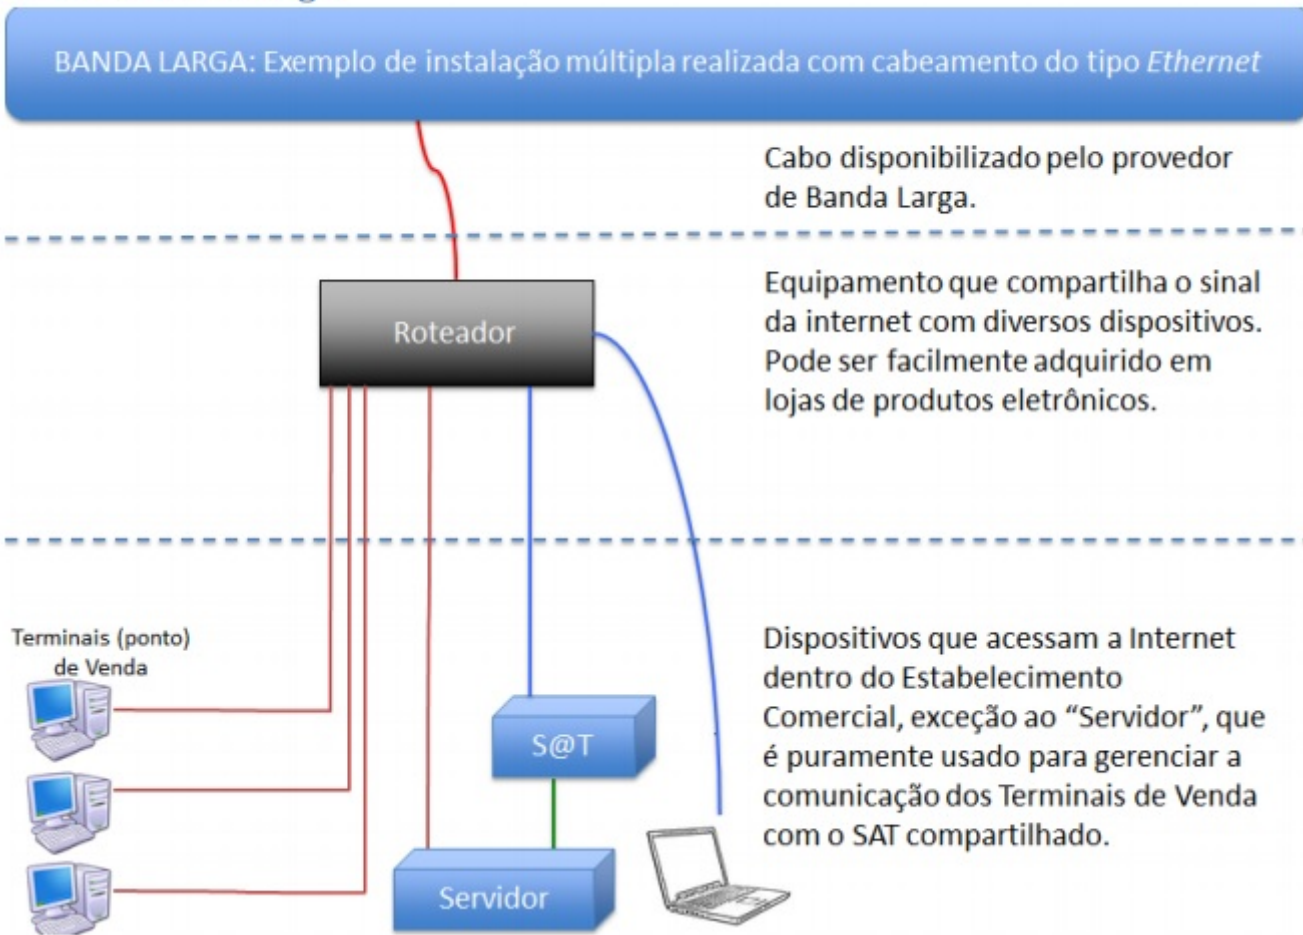 BANDA LARGA: Exemplo de instalação múltipla realizada com cabeamento do tipo Ethernet
Cabo disponibilizado pelo provedor
de Banda Larga.
Equipamento que compartilha o sinal
da internet com diversos dispositivos.
Pode ser facilmente adquirido em
lojas de produtos eletrônicos.
Roteador
Terminais (ponto)
de Venda
Dispositivos que acessam a Internet
dentro do Estabelecimento
Comercial, exceção ao “Servidor”, que
é puramente usado para gerenciar a
comunicação dos Terminais de Venda
com o SAT compartilhado.
S@T
Servidor